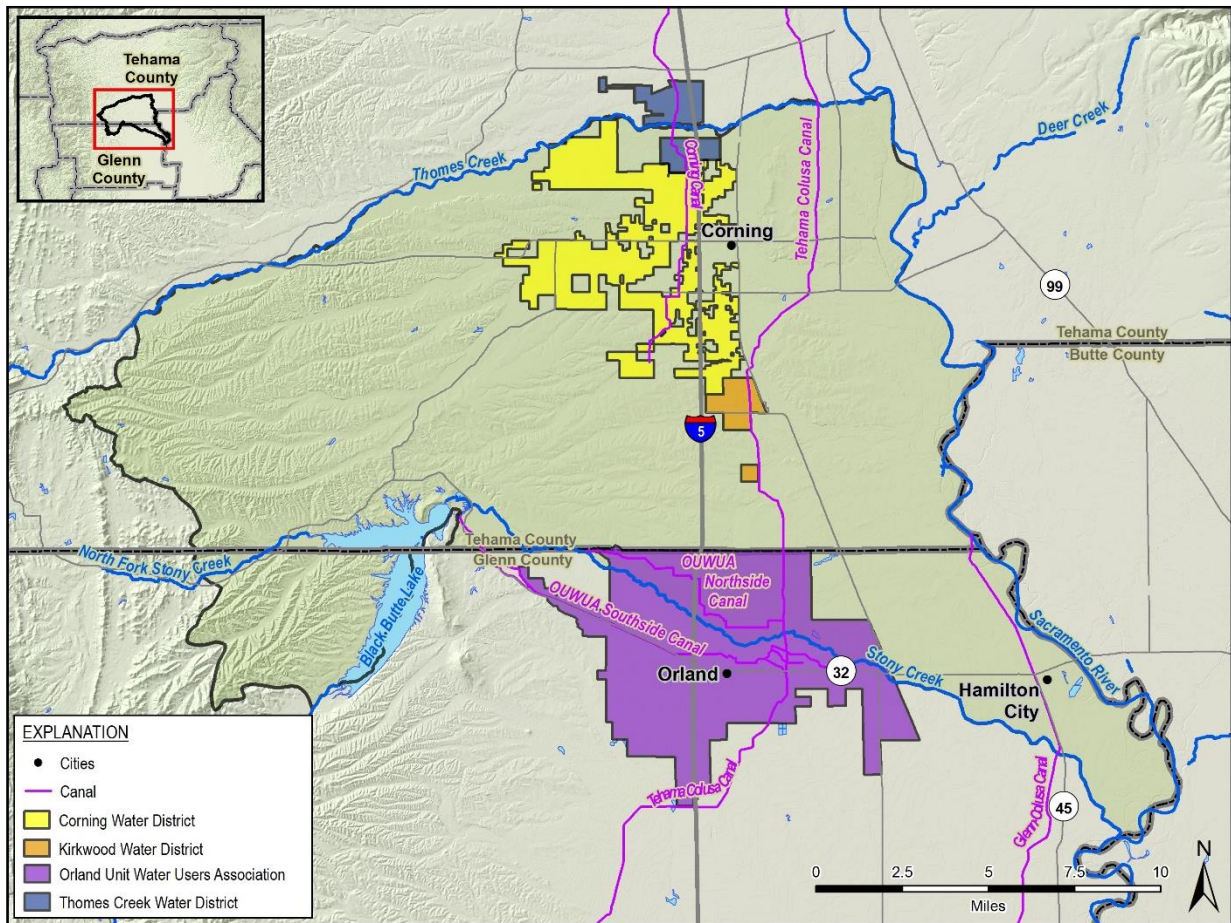 Tehama
County
Glenn
County
Thomes Creek
Corning Canal
Tehama Colusa Canal
Deer Creek
Corning
99
Tehama County
Butte County
5
North Fork Stony Creek
Tehama County
Glenn County
Black Butte Lake
OUWUA
Northside
Canal
OUWUA Southside Canal
Sacramento River
Orland
32
Stony Creek
Hamilton
City
Tehama Colusa Canal
Glenn-Colusa Canal
45
EXPLANATION
Cities
Canal
Corning Water District
Kirkwood Water District
Orland Unit Water Users Association
Thomes Creek Water District
0 2.5 5 7.5 10
Miles
N